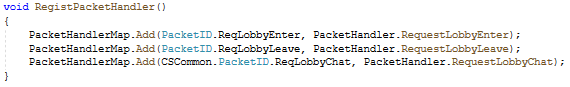 void RegistPacketHandler()
{
    PacketHandlerMap.Add(PacketID.ReqLobbyEnter, PacketHandler.RequestLobbyEnter);
    PacketHandlerMap.Add(PacketID.ReqLobbyLeave, PacketHandler.RequestLobbyLeave);
    PacketHandlerMap.Add(CSCommon.PacketID.ReqLobbyChat, PacketHandler.RequestLobbyChat);
}